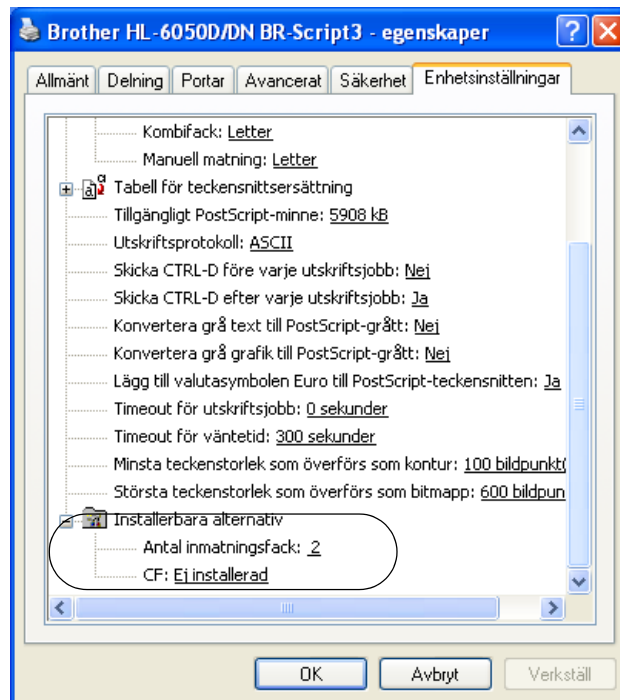 Brother HL-6050D/DN BR-Script3 - egenskaper
Allmänt Delning Portar Avancerat Säkerhet Enhetsinställningar
Kombifack: Letter
Manuell matning: Letter
Tabell för teckensnittsersättning
Tillgängligt PostScript-minne: 5908 kB
Utskriftsprotokoll: ASCII
Skicka CTRL-D före varje utskriftsjobb: Nej
Skicka CTRL-D efter varje utskriftsjobb: Ja
Konvertera grå text till PostScript-grått: Nej
Konvertera grå grafik till PostScript-grått: Nej
Lägg till valutasymbolen Euro till PostScript-teckensnitten: Ja
Timeout för utskriftsjobb: 0 sekunder
Timeout för väntetid: 300 sekunder
Minsta teckenstorlek som överförs som kontur: 100 bildpunkt(
Största teckenstorlek som överförs som bitmapp: 600 bildpun
Installerbara alternativ
Antal inmatningsfack: 2
CF: Ej installerad
OK Avbryt Verkställ